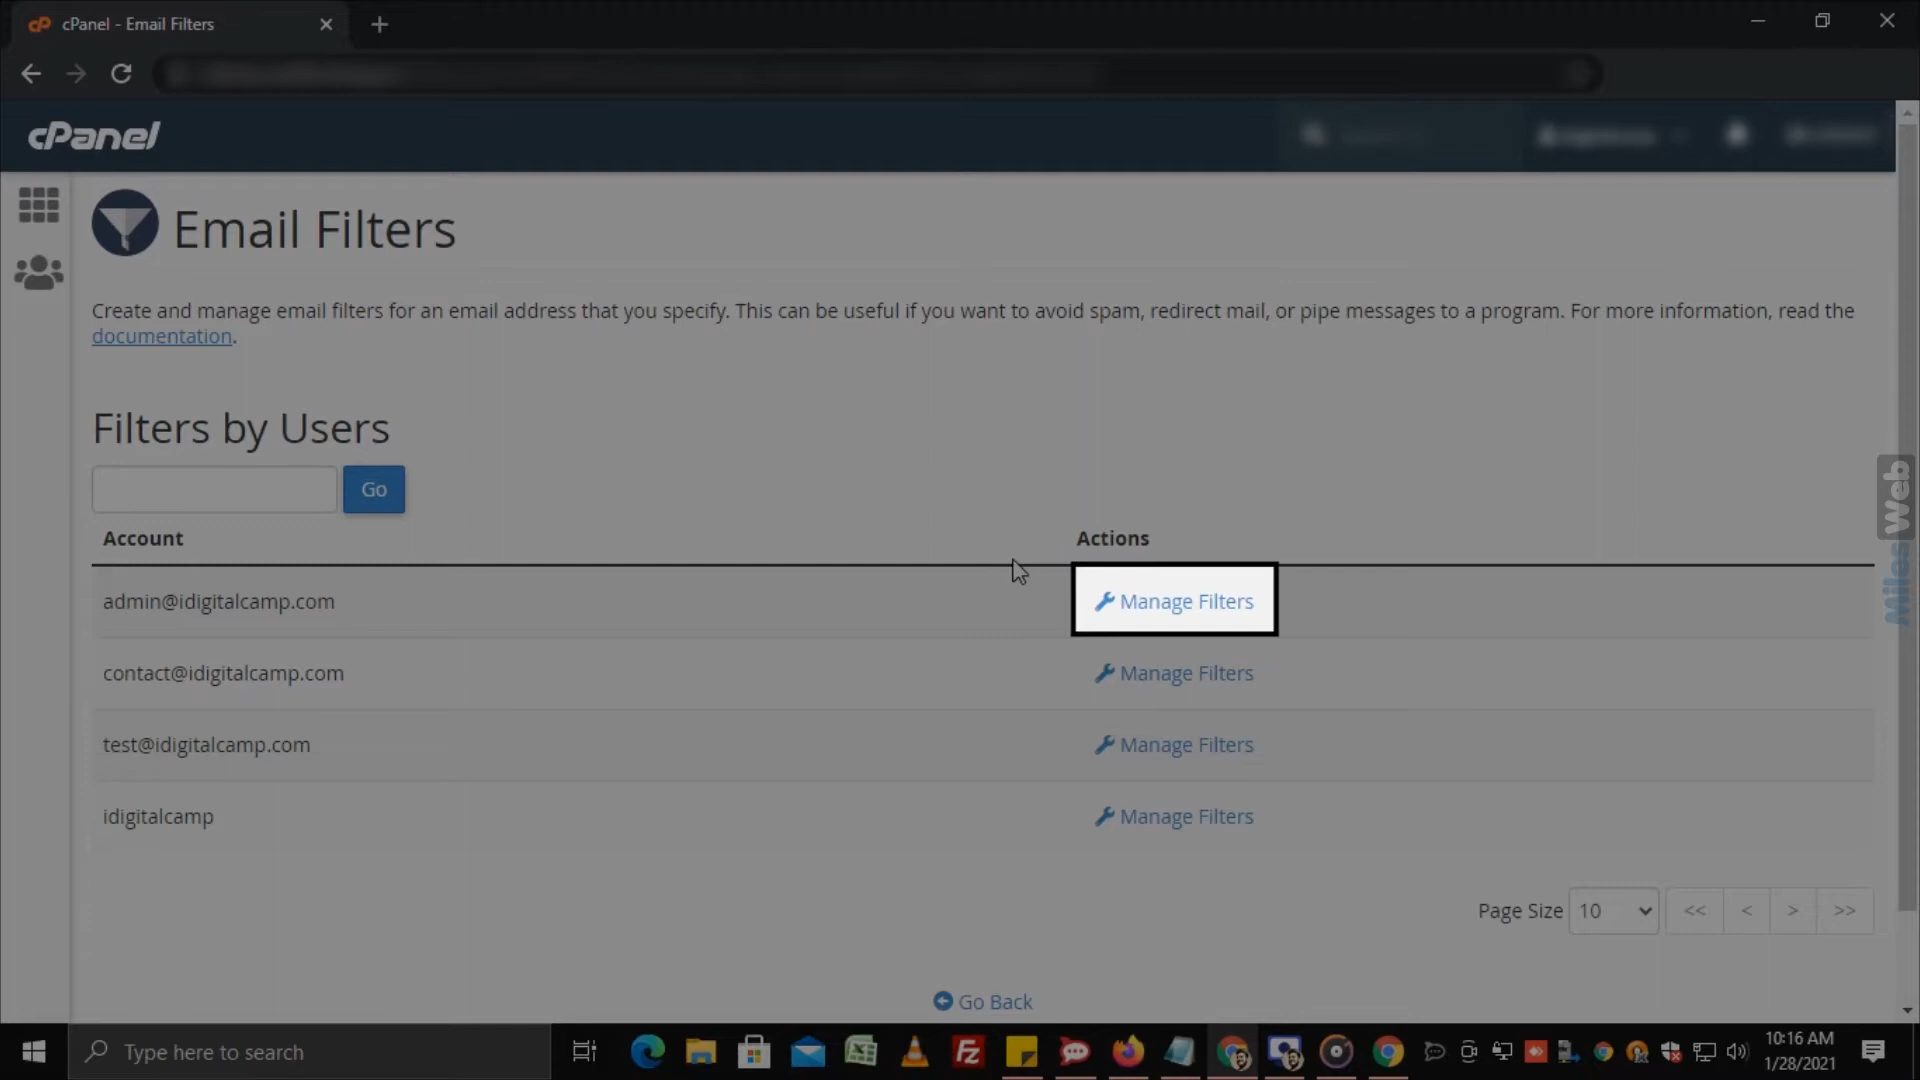 cPanel - Email Filters
cPanel
Email Filters
Create and manage email filters for an email address that you specify. This can be useful if you want to avoid spam, redirect mail, or pipe messages to a program. For more information, read the
documentation.
Filters by Users
Go
Account Actions
admin@idigitalcamp.com Manage Filters
contact@idigitalcamp.com Manage Filters
test@idigitalcamp.com Manage Filters
idigitalcamp Manage Filters
Page Size 10 << < > >>
Go Back
MilesWeb
Type here to search
10:16 AM
1/28/2021